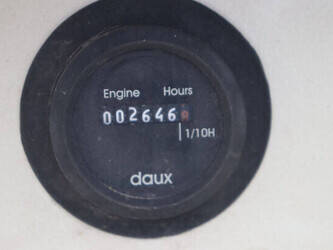 Engine Hours
002646
1/10H
daux